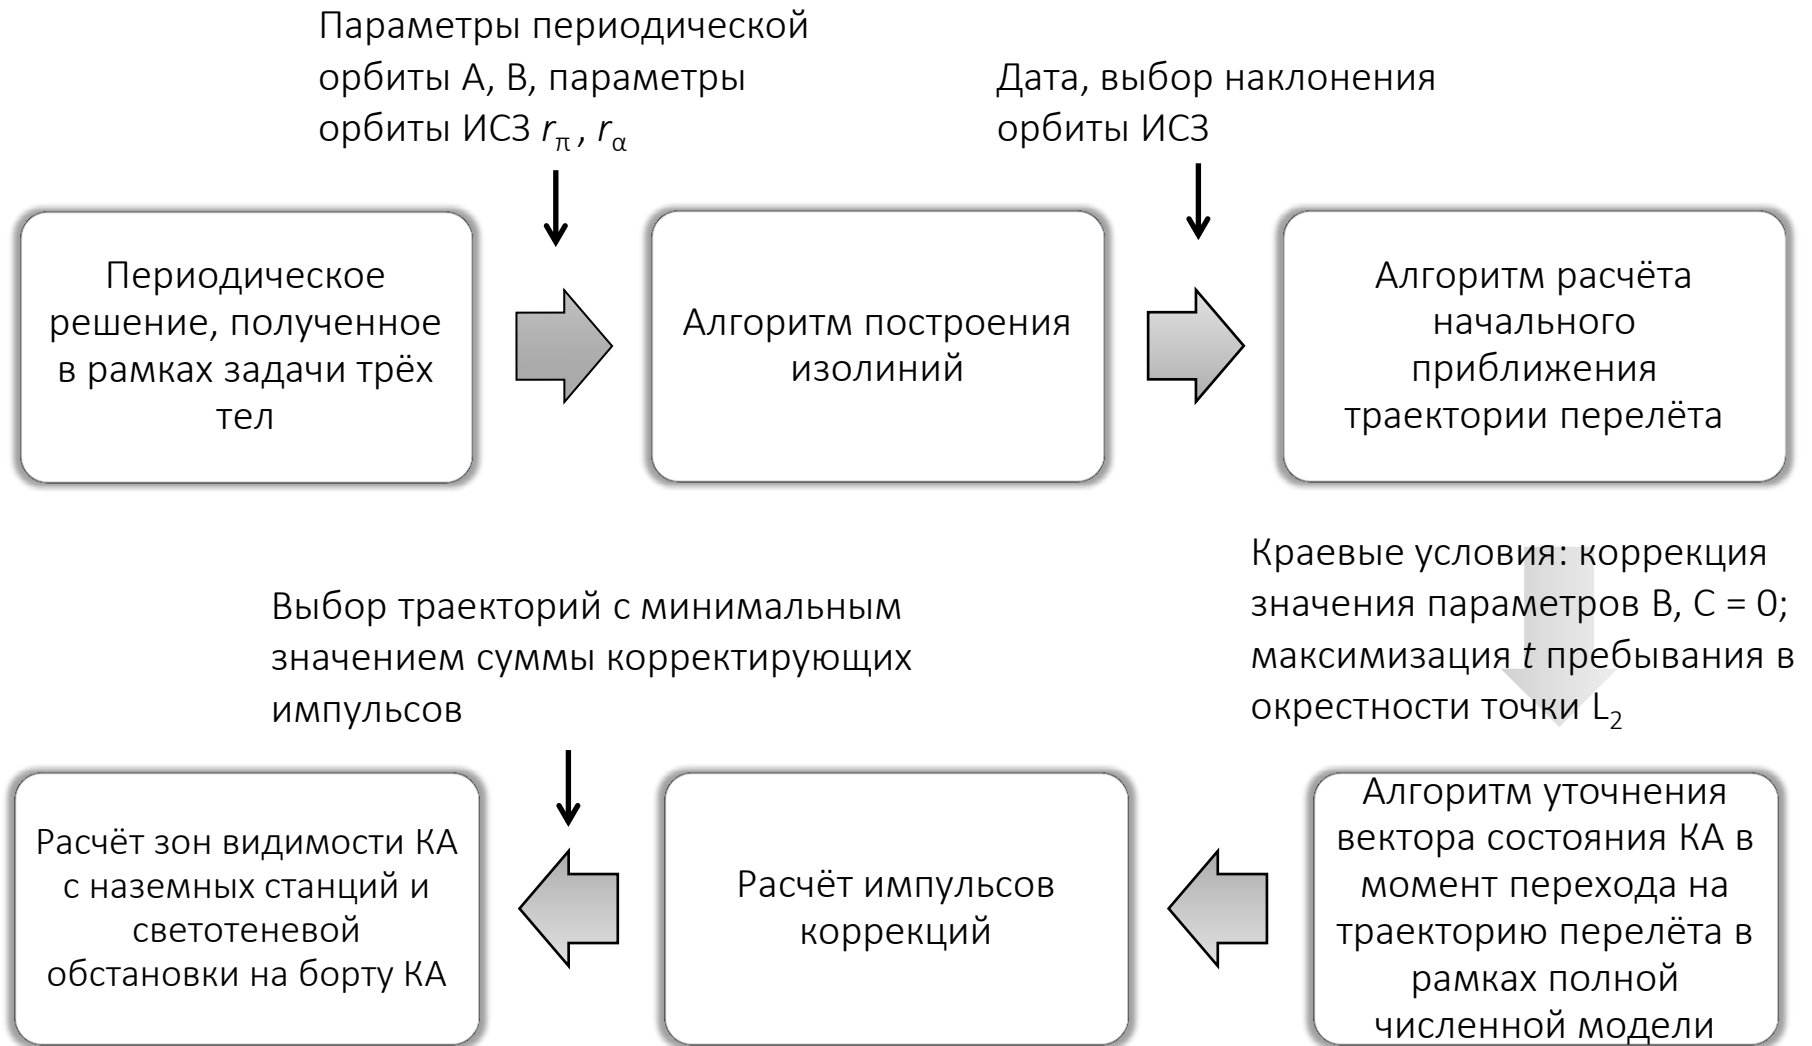 Параметры периодической
орбиты А, В, параметры
орбиты ИСЗ rπ , rα
Дата, выбор наклонения
орбиты ИСЗ
Периодическое
решение, полученное
в рамках задачи трёх
тел
Алгоритм построения
изолиний
Алгоритм расчёта
начального
приближения
траектории перелёта
Краевые условия: коррекция
значения параметров В, С = 0;
максимизация t пребывания в
окрестности точки L₂
Алгоритм уточнения
вектора состояния КА в
момент перехода на
траекторию перелёта в
рамках полной
численной модели
Расчёт импульсов
коррекций
Выбор траекторий с минимальным
значением суммы корректирующих
импульсов
Расчёт зон видимости КА
с наземных станций и
светотеневой
обстановки на борту КА